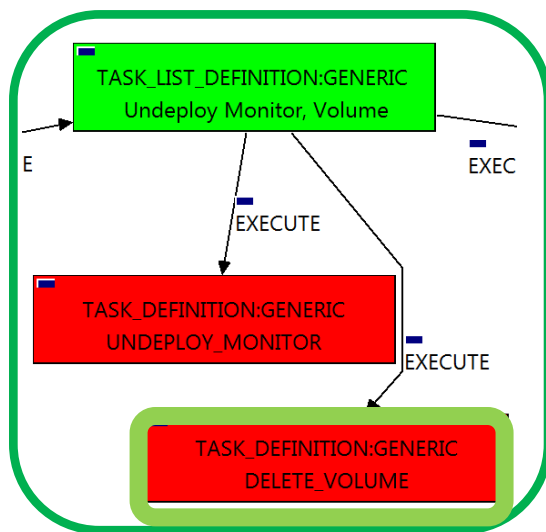 TASK_LIST_DEFINITION:GENERIC
Undeploy Monitor, Volume
E
EXEC
EXECUTE
TASK_DEFINITION:GENERIC
UNDEPLOY_MONITOR
EXECUTE
TASK_DEFINITION:GENERIC
DELETE_VOLUME